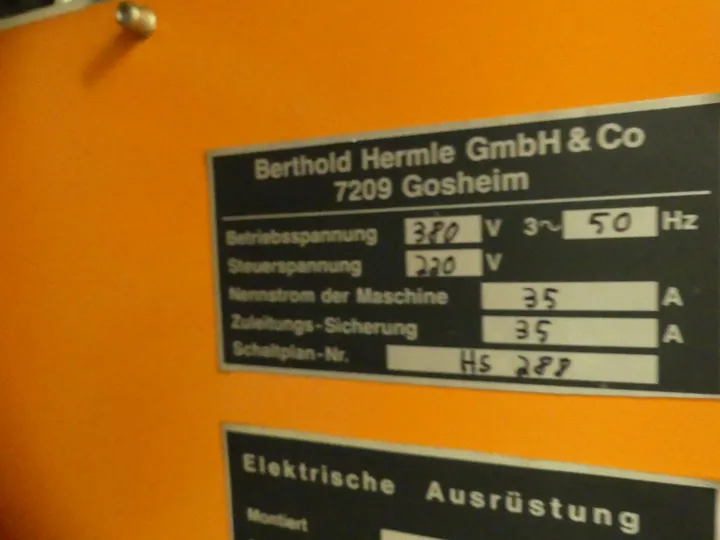 Berthold Hermle GmbH & Co
7209 Gosheim
Betriebsspannung 380 V 3~ 50 Hz
Steuerspannung 220 V
Nennstrom der Maschine 35 A
Zuleitungs-Sicherung 35 A
Schaltplan-Nr. HS 288
Elektrische Ausrüstung
Montiert